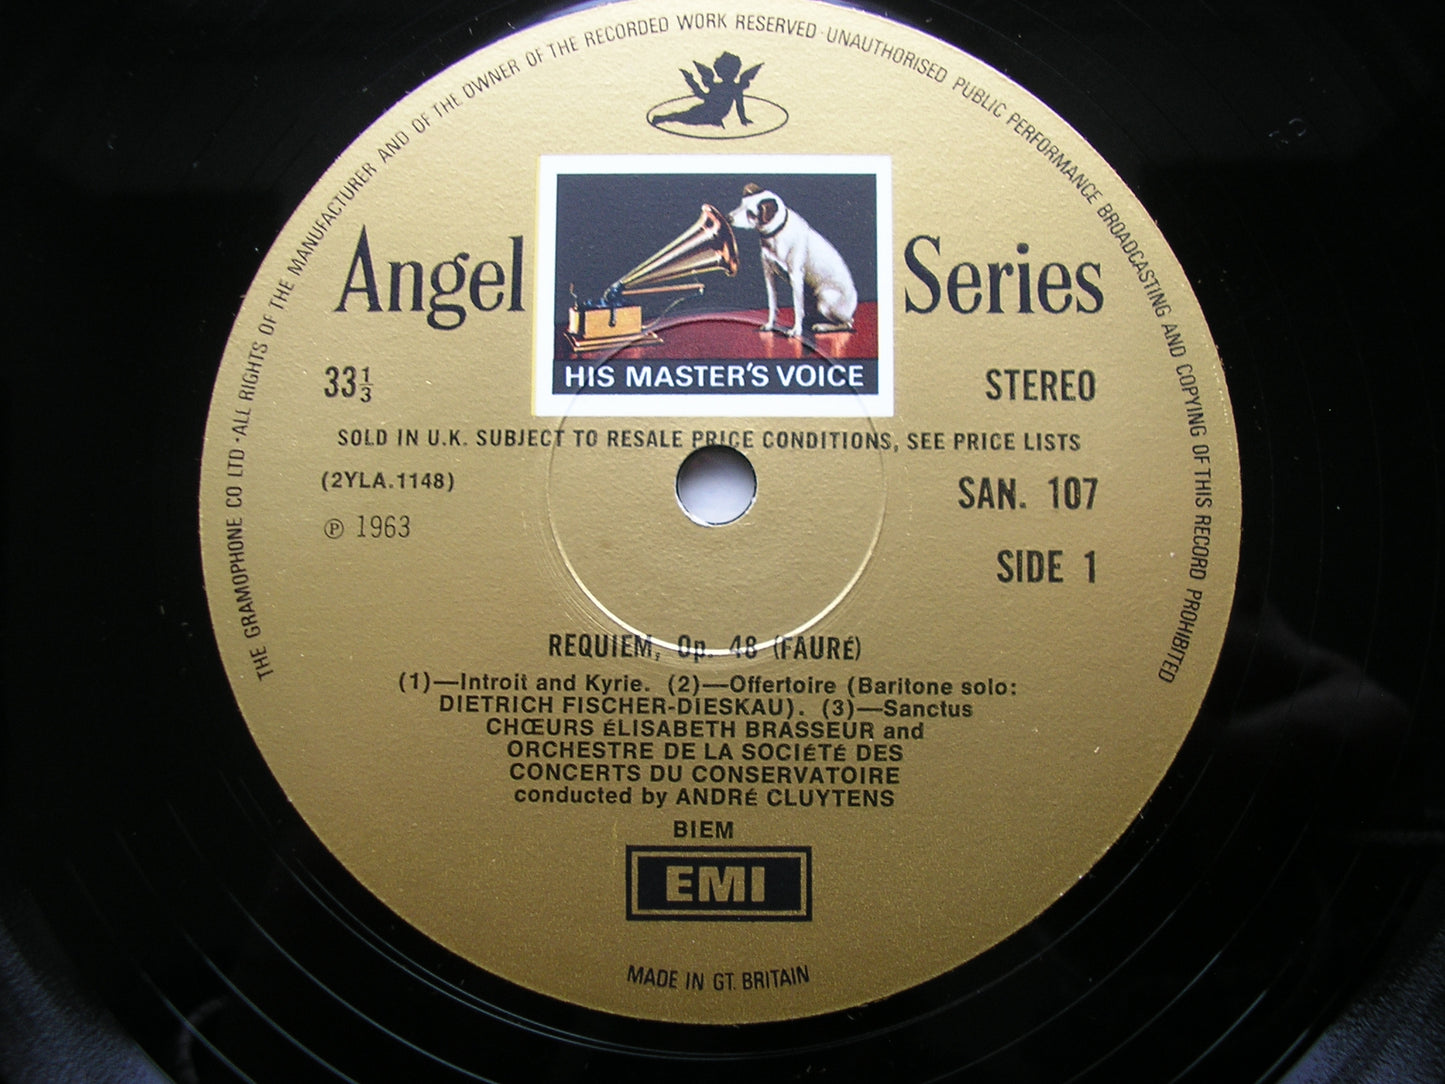 THE GRAMOPHONE CO LTD · ALL RIGHTS OF THE MANUFACTURER AND OF THE OWNER OF THE RECORDED WORK RESERVED · UNAUTHORISED PUBLIC PERFORMANCE BROADCASTING AND COPYING OF THIS RECORD PROHIBITED
Angel Series
HIS MASTER'S VOICE
33⅓ STEREO
SOLD IN U.K. SUBJECT TO RESALE PRICE CONDITIONS, SEE PRICE LISTS
(2YLA.1148) SAN. 107
℗ 1963
SIDE 1
REQUIEM, Op. 48 (FAURé)
(1)—Introit and Kyrie. (2)—Offertoire (Baritone solo:
DIETRICH FISCHER-DIESKAU). (3)—Sanctus
CHŒURS éLISABETH BRASSEUR and
ORCHESTRE DE LA SOCIéTé DES
CONCERTS DU CONSERVATOIRE
conducted by ANDRé CLUYTENS
BIEM
EMI
MADE IN GT. BRITAIN